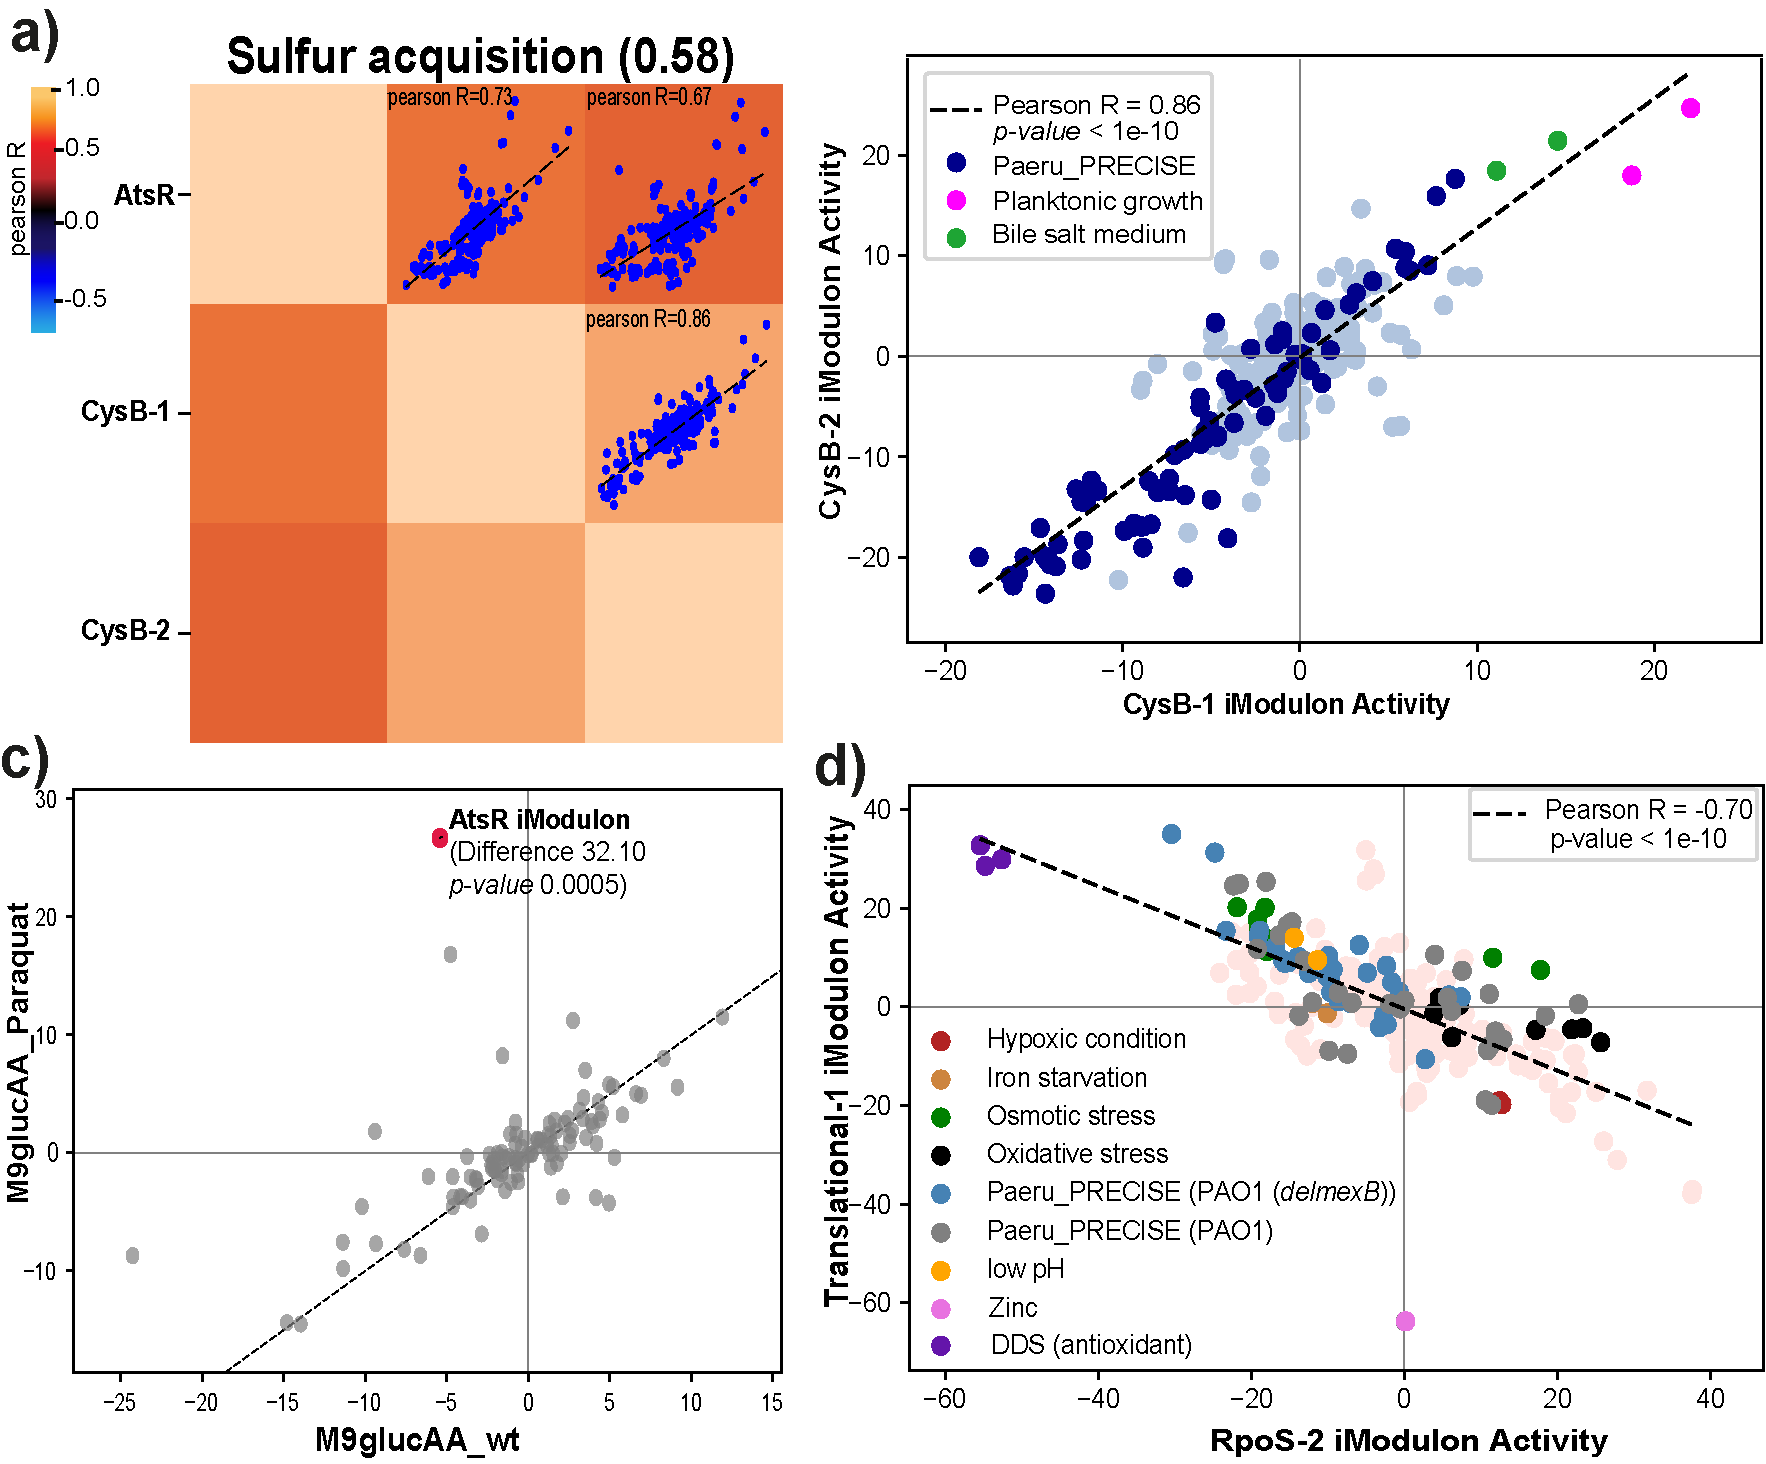 a)
Sulfur acquisition (0.58)
pearson R
1.0
0.5
0.0
-0.5
AtsR
CysB-1
CysB-2
pearson R=0.73
pearson R=0.67
pearson R=0.86
CysB-2 iModulon Activity
20
10
0
−10
−20
Pearson R = 0.86
p-value < 1e-10
Paeru_PRECISE
Planktonic growth
Bile salt medium
−20
−10
0
10
20
CysB-1 iModulon Activity
c)
M9glucAA_Paraquat
30
20
10
0
−10
AtsR iModulon
(Difference 32.10
p-value 0.0005)
−25
−20
−15
−10
−5
0
5
10
15
M9glucAA_wt
d)
Translational-1 iModulon Activity
40
20
0
−20
−40
−60
Pearson R = -0.70
p-value < 1e-10
Hypoxic condition
Iron starvation
Osmotic stress
Oxidative stress
Paeru_PRECISE (PAO1 (delmexB))
Paeru_PRECISE (PAO1)
low pH
Zinc
DDS (antioxidant)
−60
−40
−20
0
20
40
RpoS-2 iModulon Activity